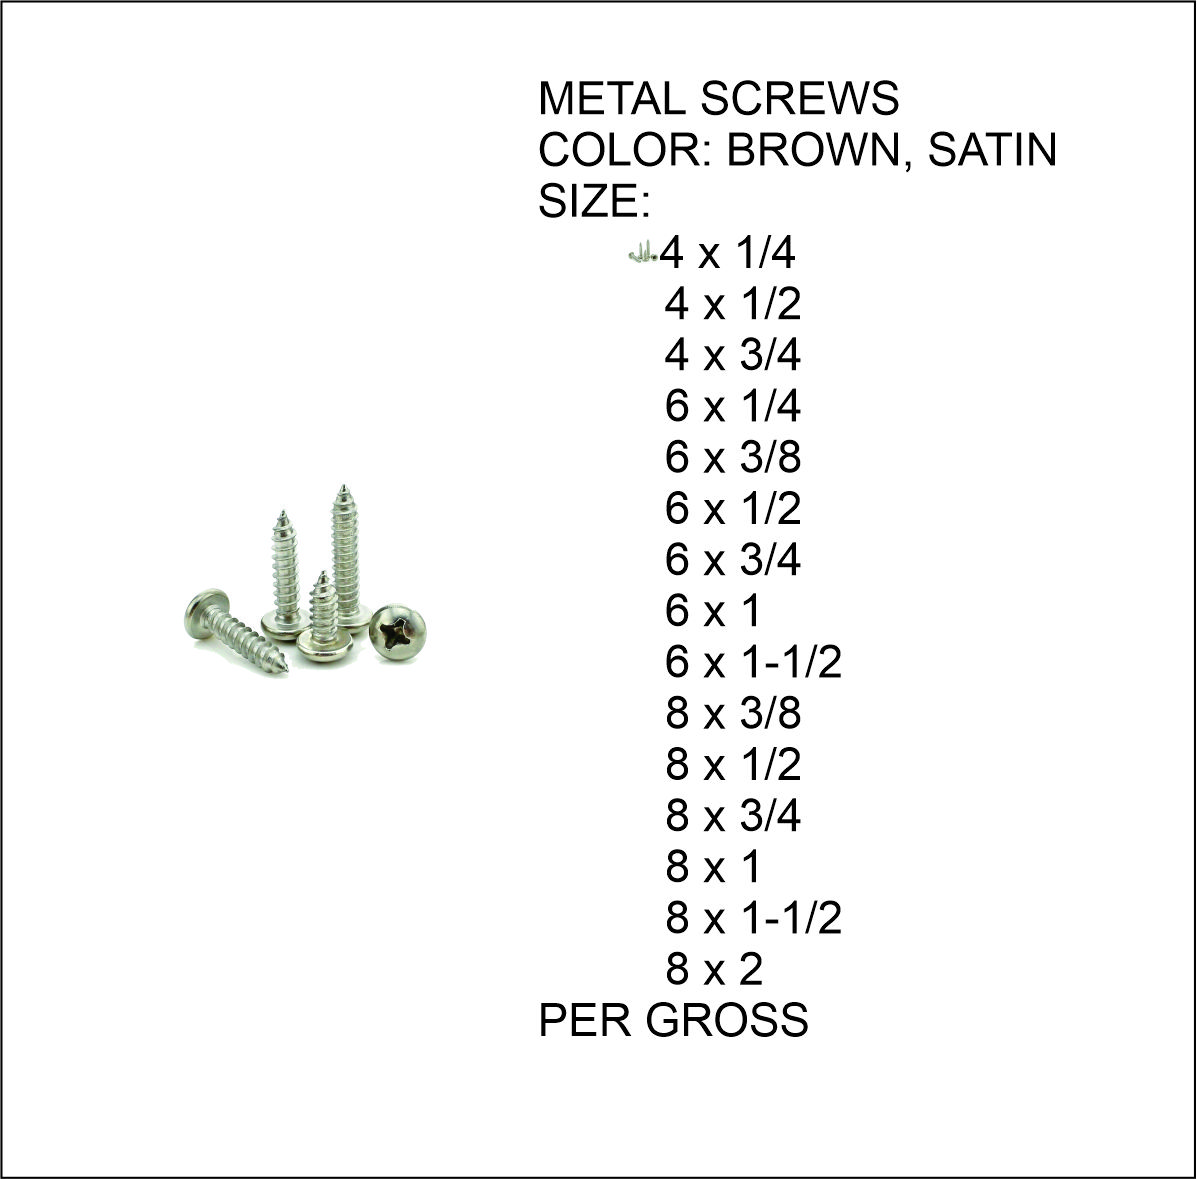 METAL SCREWS
COLOR: BROWN, SATIN
SIZE:
4 x 1/4
4 x 1/2
4 x 3/4
6 x 1/4
6 x 3/8
6 x 1/2
6 x 3/4
6 x 1
6 x 1-1/2
8 x 3/8
8 x 1/2
8 x 3/4
8 x 1
8 x 1-1/2
8 x 2
PER GROSS